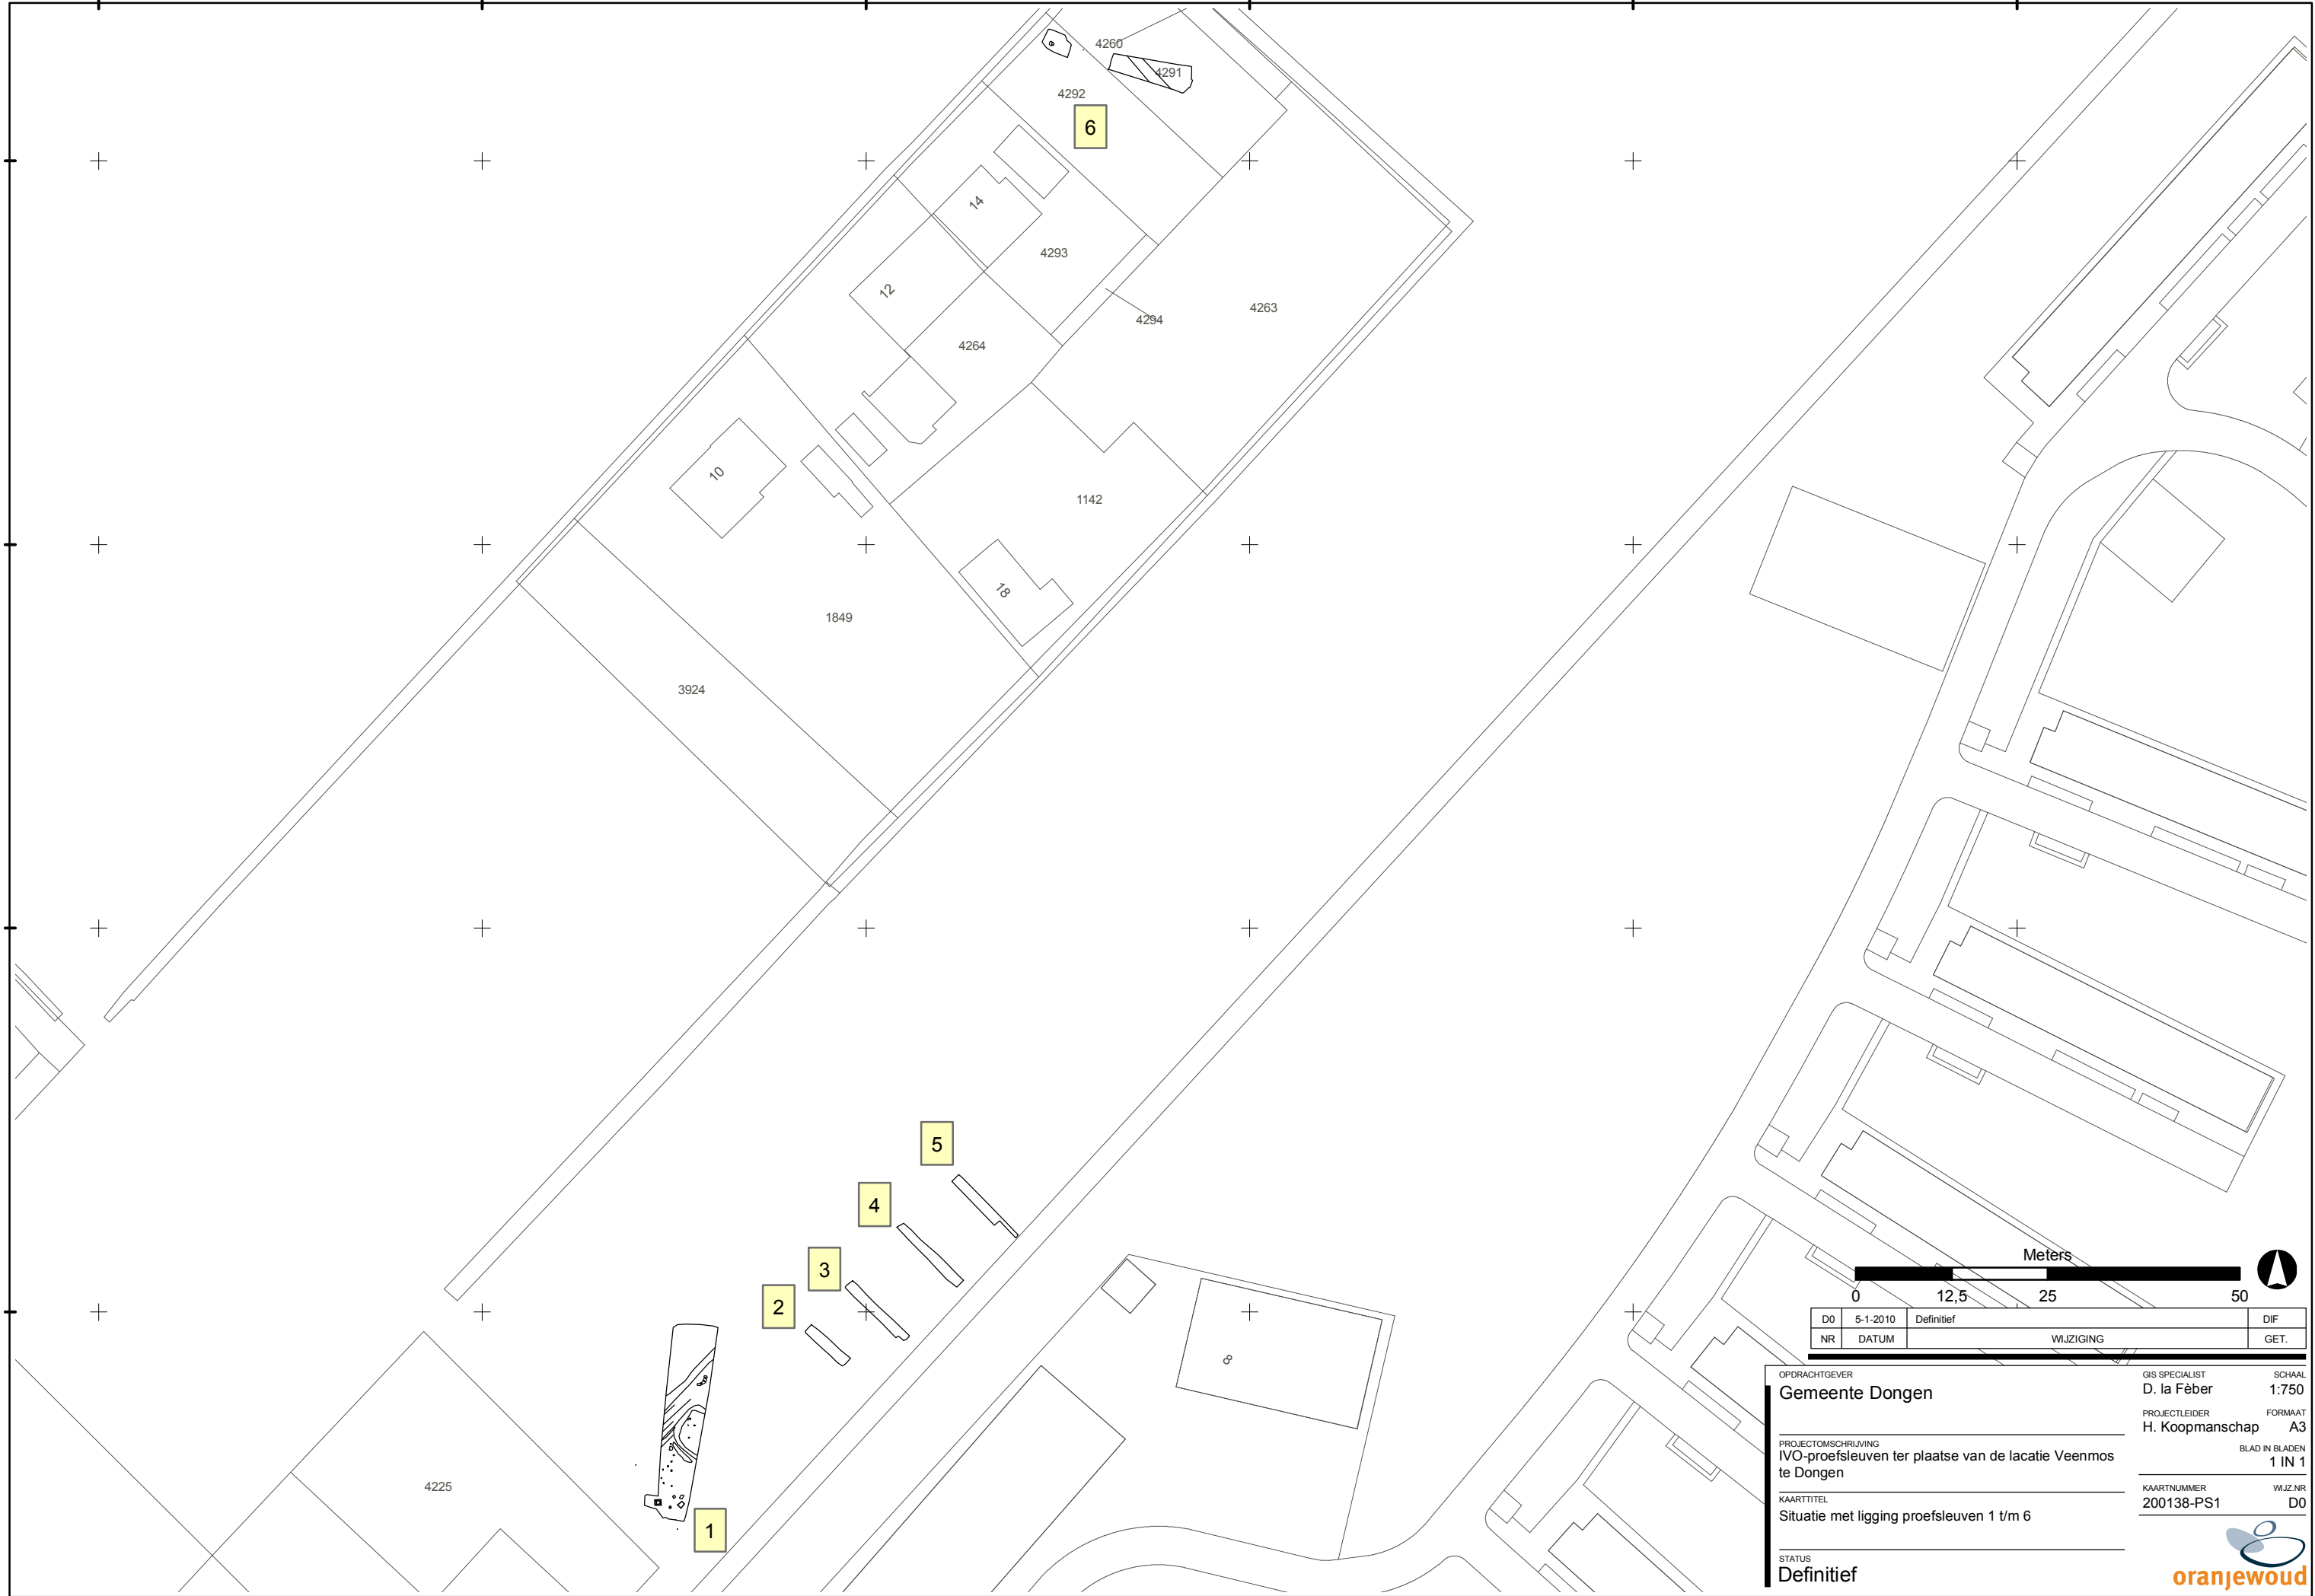 4260
4291
4292
6
14
4293
12
4294
4263
4264
10
1142
18
1849
3924
5
4
3
2
1
8
4225
Meters
0 12,5 25 50
D0 5-1-2010 Definitief DIF
NR DATUM WIJZIGING GET.
OPDRACHTGEVER
Gemeente Dongen
GIS SPECIALIST SCHAAL
D. la Fèber 1:750
PROJECTLEIDER FORMAAT
H. Koopmanschap A3
PROJECTOMSCHRIJVING
IVO-proefsleuven ter plaatse van de lacatie Veenmos
te Dongen
BLAD IN BLADEN
1 IN 1
KAARTTITEL
Situatie met ligging proefsleuven 1 t/m 6
KAARTNUMMER WIJZ.NR
200138-PS1 D0
STATUS
Definitief
oranjewoud